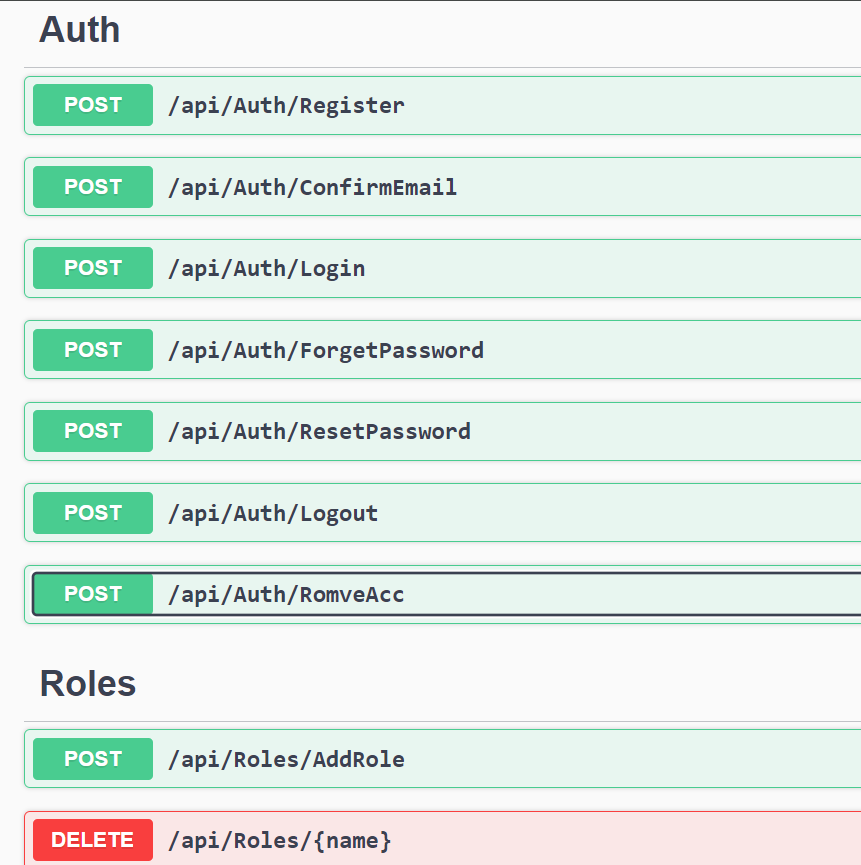 Auth
POST /api/Auth/Register
POST /api/Auth/ConfirmEmail
POST /api/Auth/Login
POST /api/Auth/ForgetPassword
POST /api/Auth/ResetPassword
POST /api/Auth/Logout
POST /api/Auth/RomveAcc
Roles
POST /api/Roles/AddRole
DELETE /api/Roles/{name}